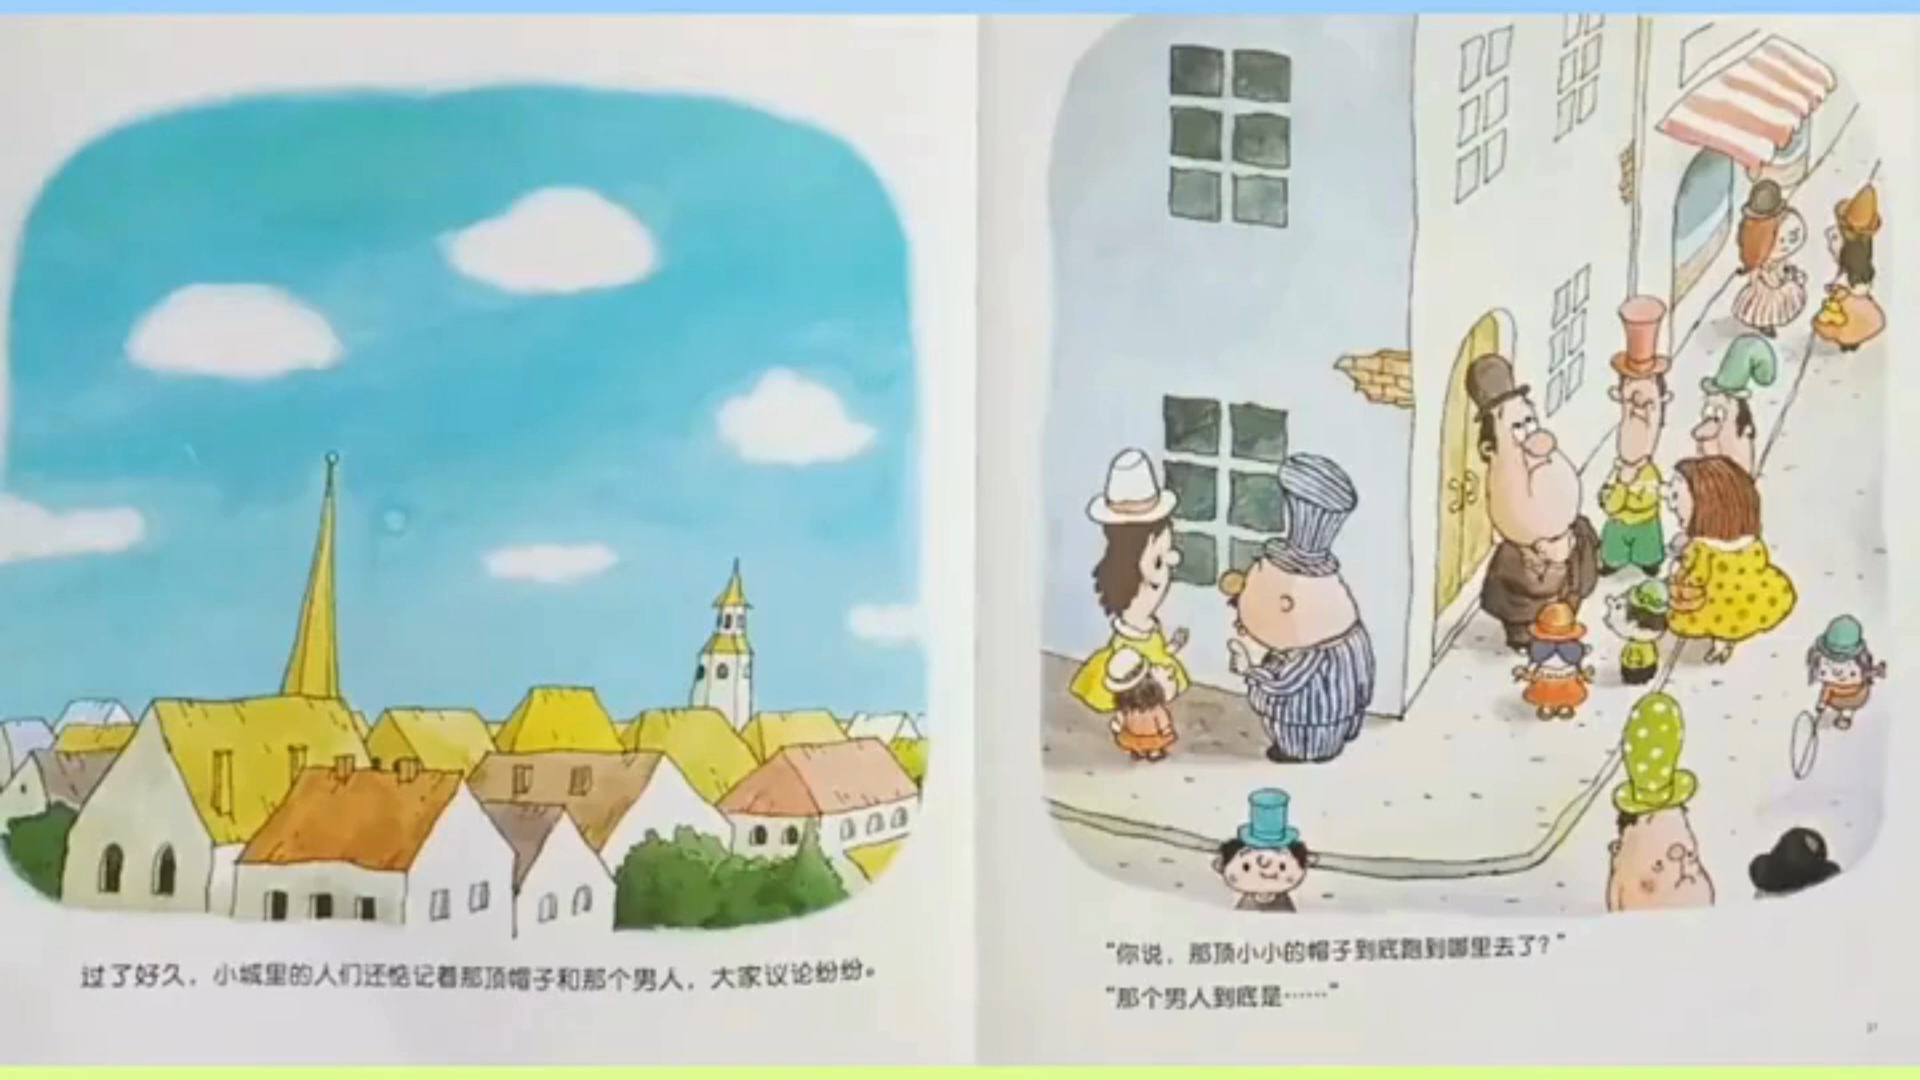 过了好久，小城里的人们还惦记着那顶帽子和那个男人，大家议论纷纷。
“你说，那顶小小的帽子到底跑到哪里去了？”
“那个男人到底是……”